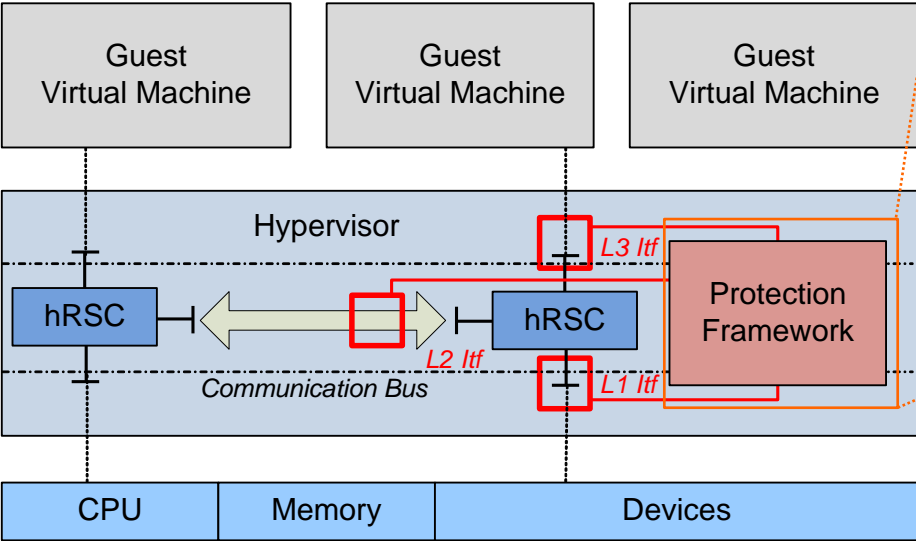 Guest
Virtual Machine
Guest
Virtual Machine
Guest
Virtual Machine
Hypervisor
L3 Itf
hRSC
hRSC
Protection
Framework
L2 Itf
L1 Itf
Communication Bus
CPU
Memory
Devices